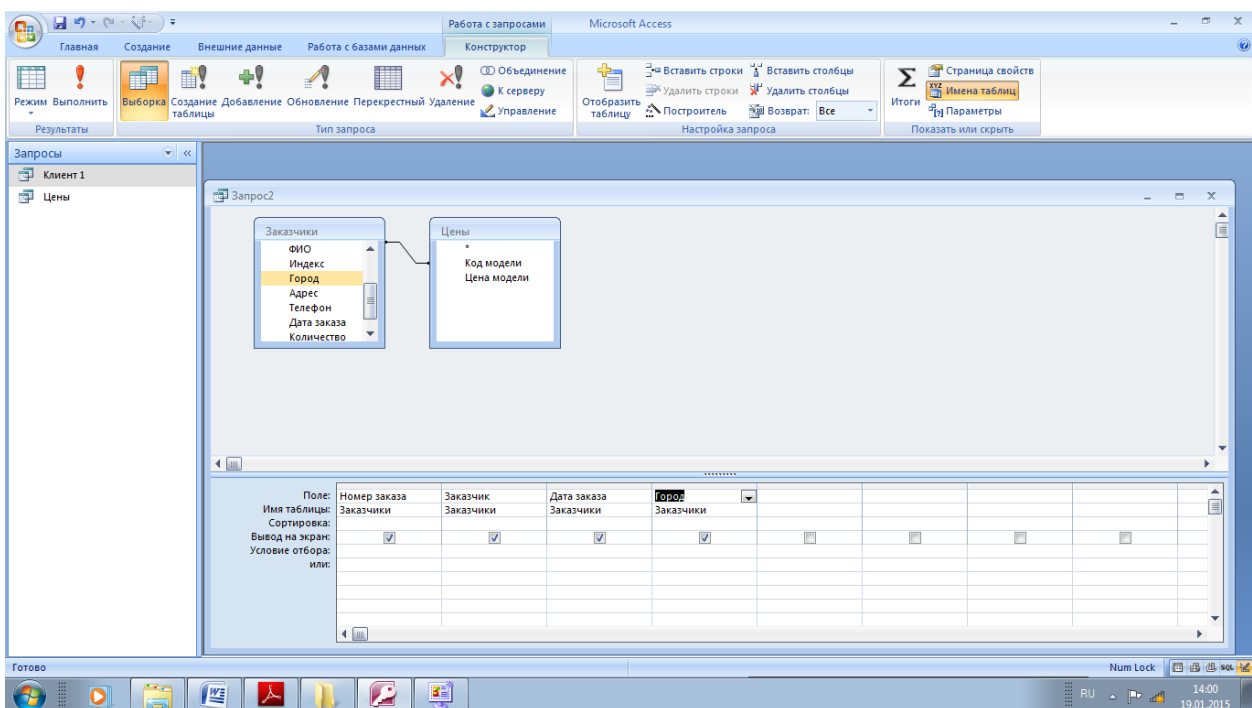 Работа с запросами
Microsoft Access
Главная Создание Внешние данные Работа с базами данных Конструктор
Режим Выполнить
Результаты
Выборка Создание таблицы Добавление Обновление Перекрестный Удаление
Объединение
К серверу
Управление
Тип запроса
Отобразить таблицу
Вставить строки
Удалить строки
Построитель
Вставить столбцы
Удалить столбцы
Возврат: Все
Настройка запроса
Итоги
Страница свойств
Имена таблиц
Параметры
Показать или скрыть
Запросы
Клиент 1
Цены
Запрос2
Заказчики
ФИО
Индекс
Город
Адрес
Телефон
Дата заказа
Количество
Цены
*
Код модели
Цена модели
Поле: Номер заказа Заказчик Дата заказа Город
Имя таблицы: Заказчики Заказчики Заказчики Заказчики
Сортировка:
Вывод на экран:
Условие отбора:
или:
Готово
Num Lock
SQL
RU
14:00
19.01.2015